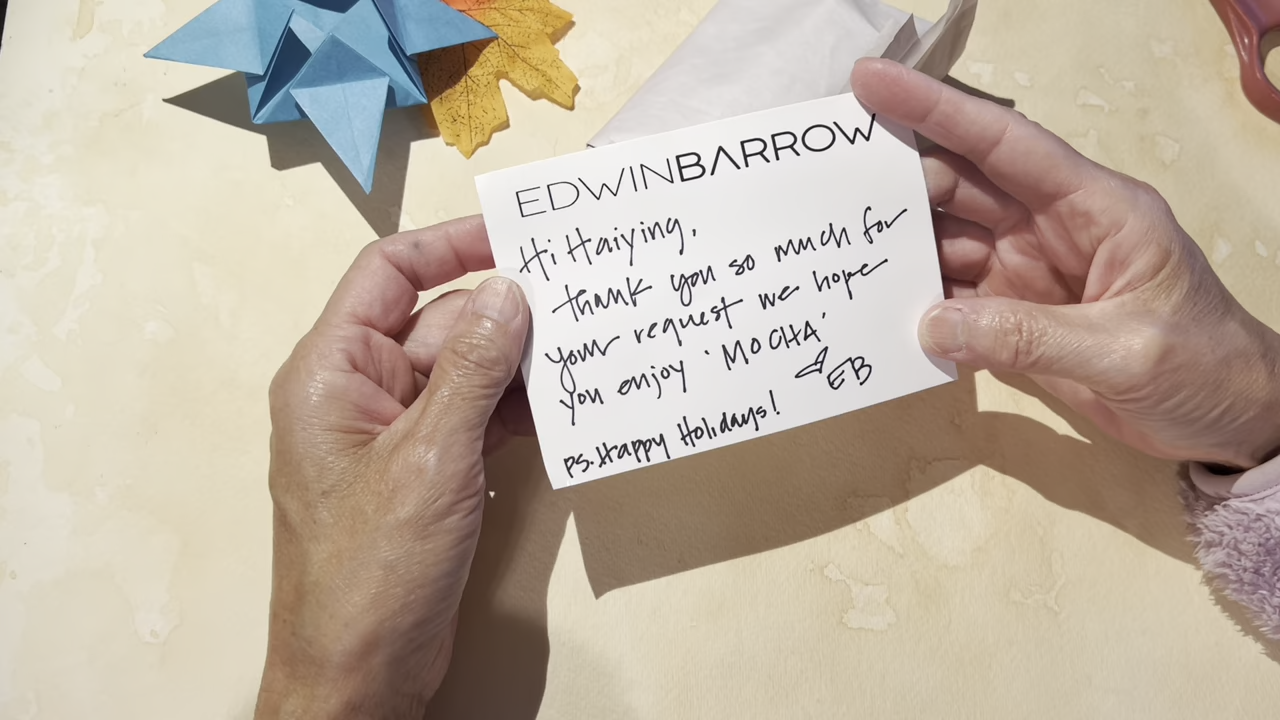 EDWINBARROW
Hi Haiying,
thank you so much for
your request we hope
you enjoy 'MOCHA'
EB
ps. Happy Holidays!